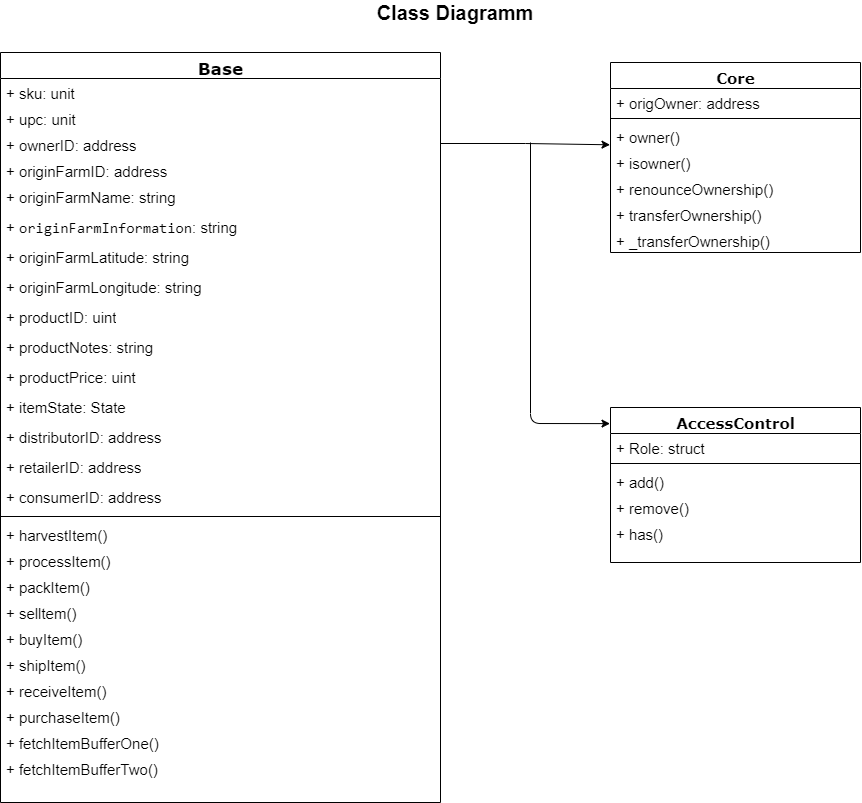 Class Diagramm
Base
+ sku: unit
+ upc: unit
+ ownerID: address
+ originFarmID: address
+ originFarmName: string
+ originFarmInformation: string
+ originFarmLatitude: string
+ originFarmLongitude: string
+ productID: uint
+ productNotes: string
+ productPrice: uint
+ itemState: State
+ distributorID: address
+ retailerID: address
+ consumerID: address
+ harvestItem()
+ processItem()
+ packItem()
+ selltem()
+ buyItem()
+ shipItem()
+ receiveItem()
+ purchaseItem()
+ fetchItemBufferOne()
+ fetchItemBufferTwo()
Core
+ origOwner: address
+ owner()
+ isowner()
+ renounceOwnership()
+ transferOwnership()
+ _transferOwnership()
AccessControl
+ Role: struct
+ add()
+ remove()
+ has()